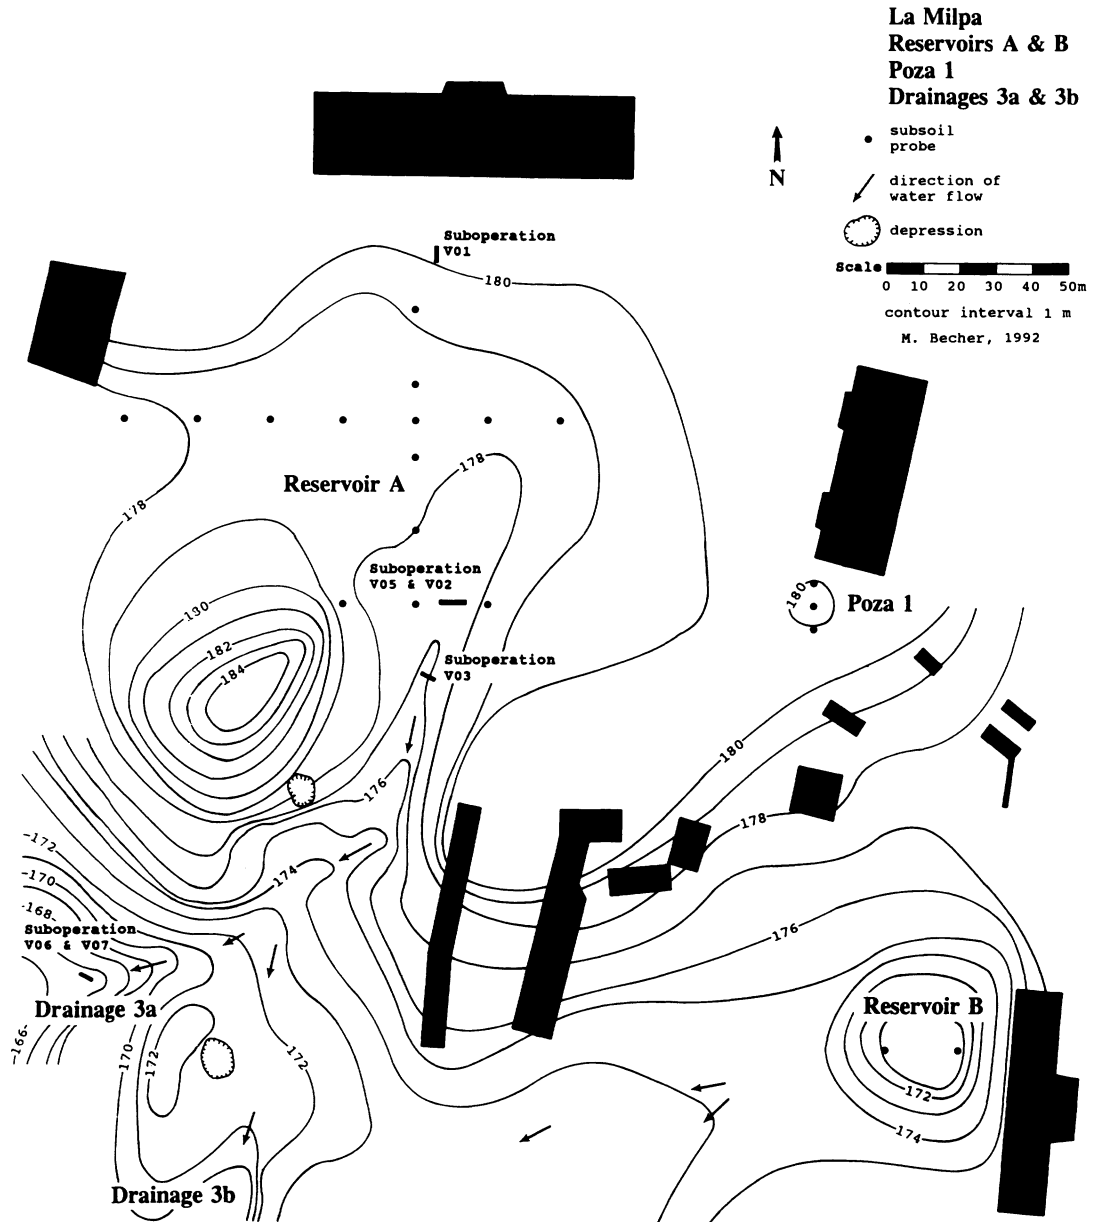 La Milpa
Reservoirs A & B
Poza 1
Drainages 3a & 3b
subsoil
probe
N
direction of
water flow
depression
Scale
0 10 20 30 40 50m
contour interval 1 m
M. Becher, 1992
Suboperation
V01
180
178
Reservoir A
178
Suboperation
V05 & V02
180
Poza 1
130
182
184
Suboperation
V03
180
176
178
172
170
168
174
Suboperation
V06 & V07
176
Drainage 3a
Reservoir B
166
170
172
172
172
174
Drainage 3b